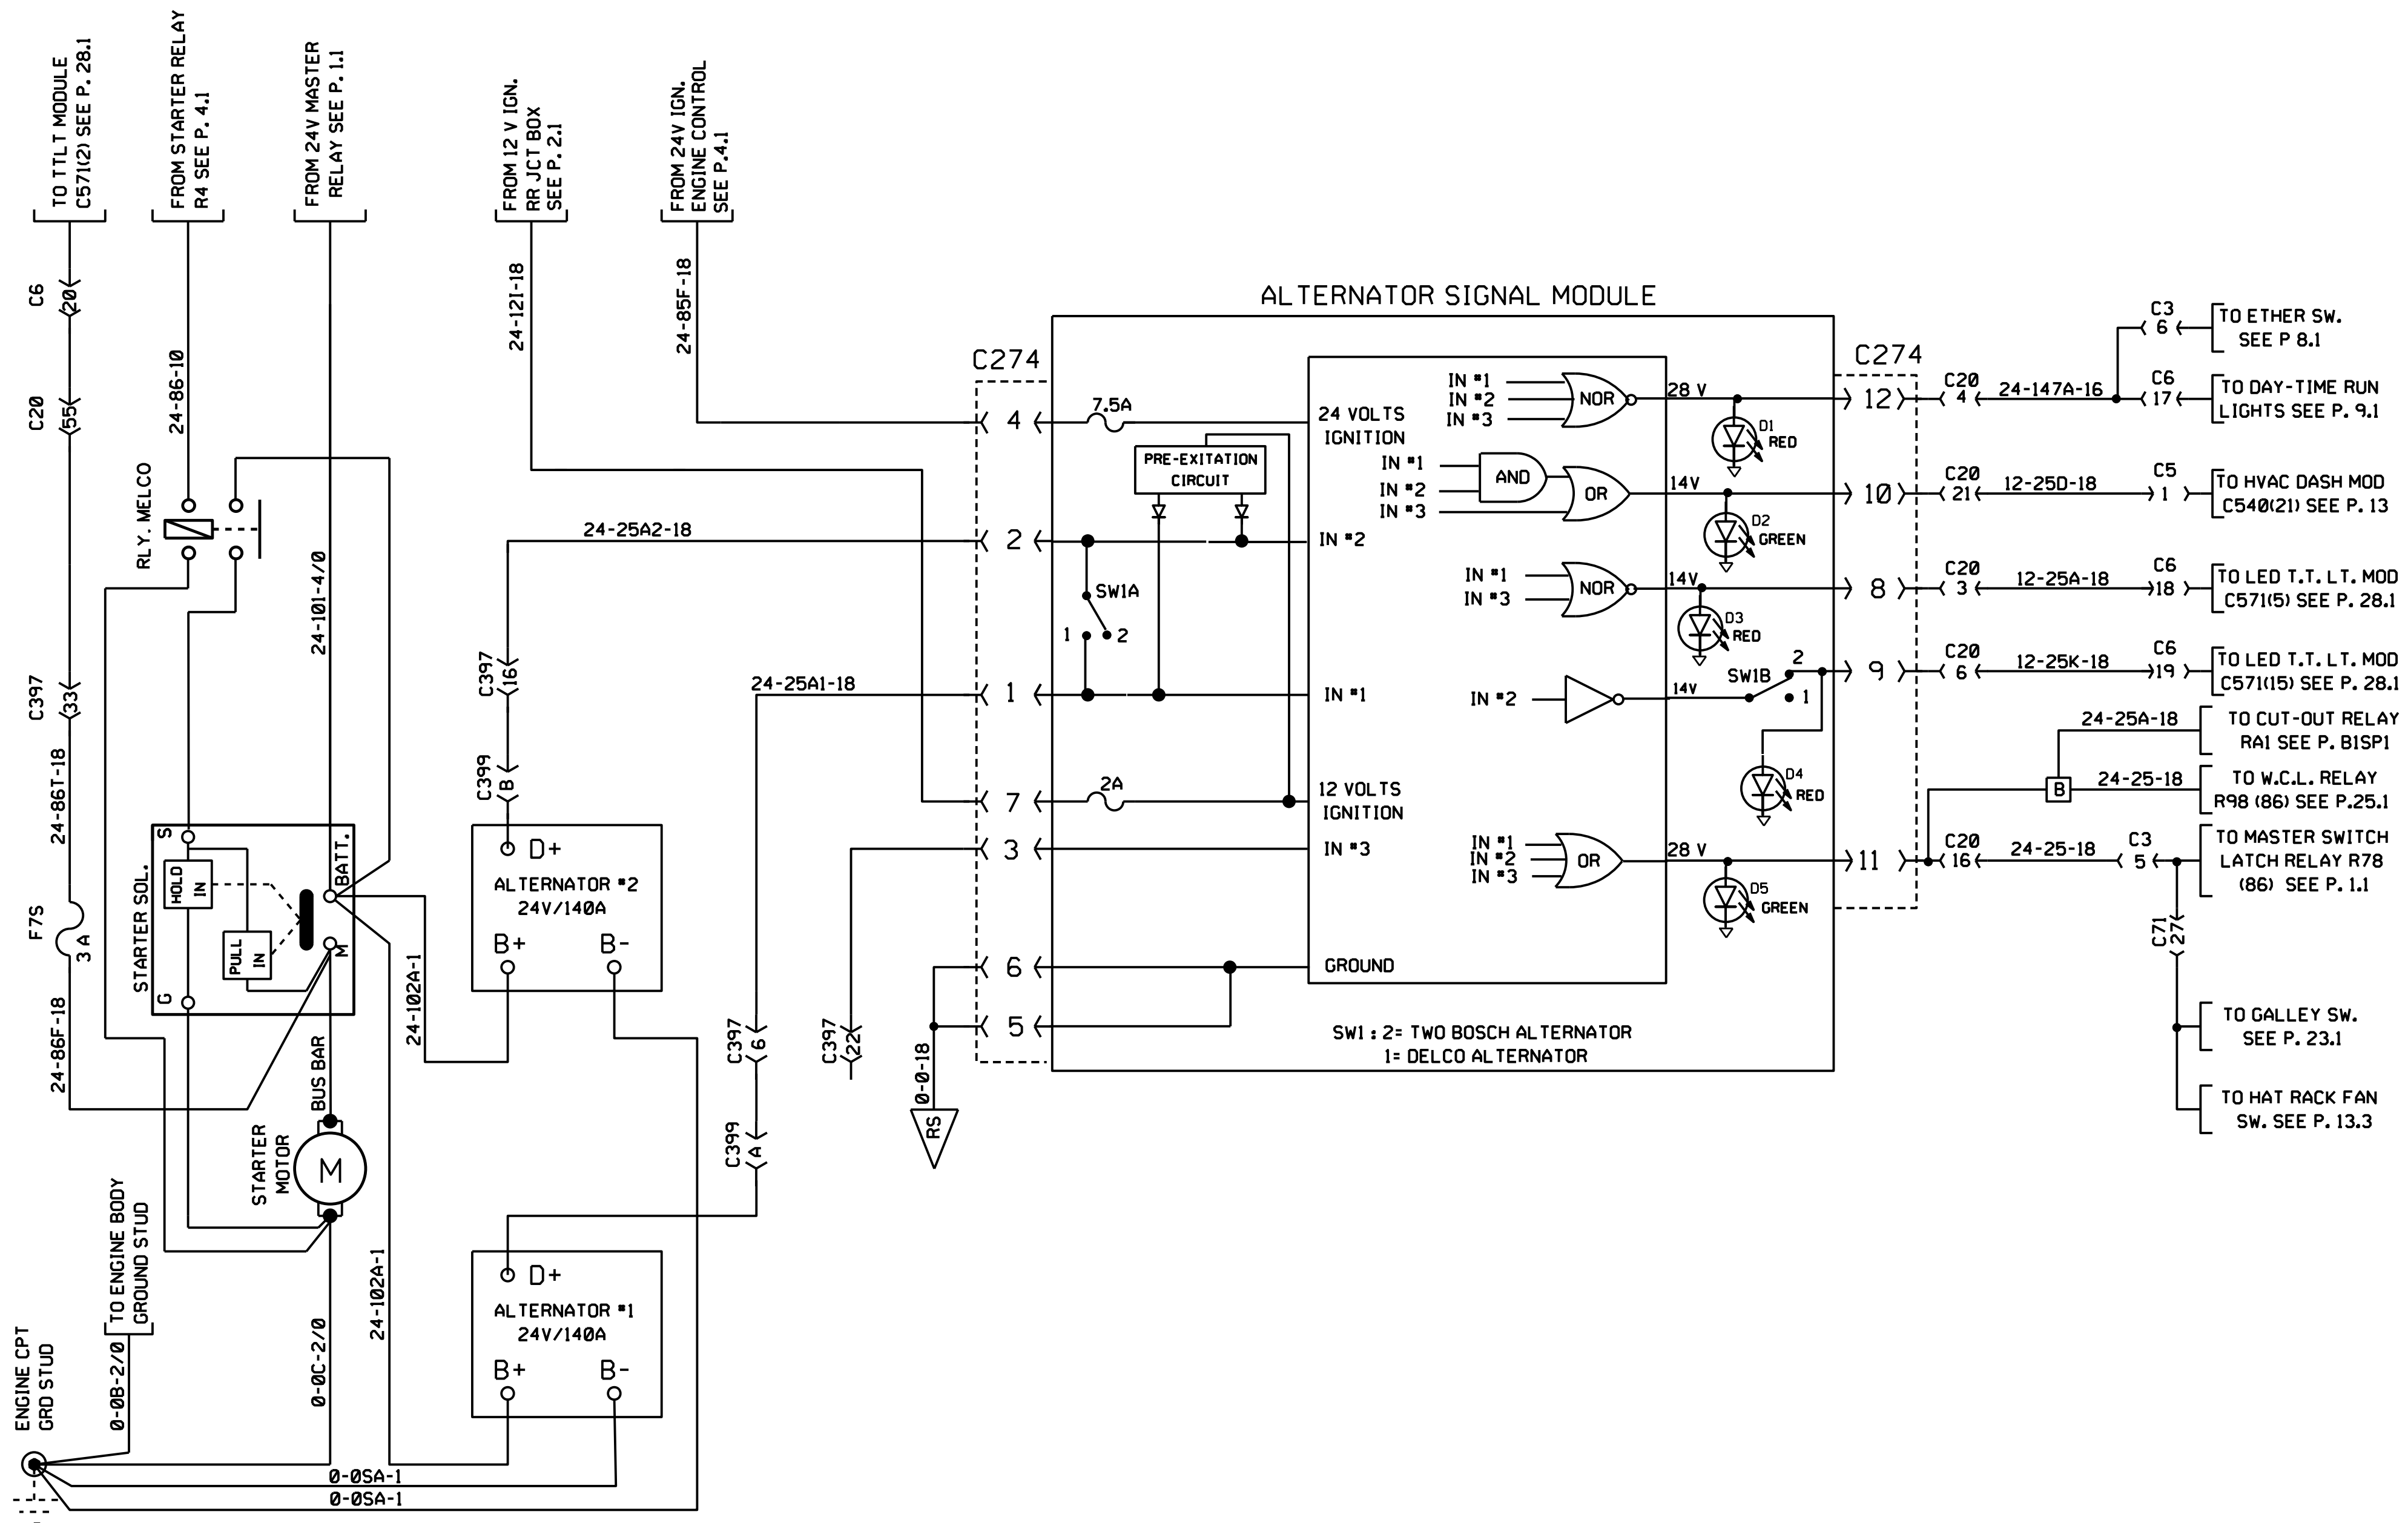 TO TTLT MODULE
C571(2) SEE P. 28.1
FROM STARTER RELAY
R4 SEE P. 4.1
FROM 24V MASTER
RELAY SEE P. 1.1
FROM 12 V IGN.
RR JCT BOX
SEE P. 2.1
FROM 24V IGN.
ENGINE CONTROL
SEE P.4.1
C6
20
C20
55
C397
33
24-86T-18
F7S
3 A
24-86F-18
24-86-10
RLY. MELCO
24-101-4/0
24-12I-18
24-85F-18
STARTER SOL.
S
HOLD
IN
PULL
IN
G
BATT.
M
BUS BAR
STARTER
MOTOR
M
24-102A-1
24-102A-1
TO ENGINE BODY
GROUND STUD
0-0B-2/0
0-0C-2/0
ENGINE CPT
GRD STUD
0-0SA-1
0-0SA-1
24-25A2-18
C397
16
C399
B
D+
ALTERNATOR #2
24V/140A
B+ B-
24-25A1-18
C397
6
C399
A
D+
ALTERNATOR #1
24V/140A
B+ B-
C397
22
0-0-18
RS
ALTERNATOR SIGNAL MODULE
C274
4
2
1
7
3
6
5
7.5A
PRE-EXITATION
CIRCUIT
SW1A
1 2
2A
24 VOLTS
IGNITION
IN #2
IN #1
12 VOLTS
IGNITION
IN #3
GROUND
IN #1
IN #2
IN #3
NOR
28 V
D1
RED
IN #1
IN #2
IN #3
AND
OR
14V
D2
GREEN
IN #1
IN #3
NOR
14V
D3
RED
IN #2
14V
SW1B
2
1
D4
RED
IN #1
IN #2
IN #3
OR
28 V
D5
GREEN
SW1 : 2= TWO BOSCH ALTERNATOR
1= DELCO ALTERNATOR
C274
12
10
8
9
11
C20
4
24-147A-16
C3
6
TO ETHER SW.
SEE P 8.1
C6
17
TO DAY-TIME RUN
LIGHTS SEE P. 9.1
C20
21
12-25D-18
C5
1
TO HVAC DASH MOD
C540(21) SEE P. 13
C20
3
12-25A-18
C6
18
TO LED T.T. LT. MOD
C571(5) SEE P. 28.1
C20
6
12-25K-18
C6
19
TO LED T.T. LT. MOD
C571(15) SEE P. 28.1
24-25A-18
TO CUT-OUT RELAY
RA1 SEE P. B1SP1
B
24-25-18
TO W.C.L. RELAY
R98 (86) SEE P.25.1
C20
16
24-25-18
C3
5
TO MASTER SWITCH
LATCH RELAY R78
(86) SEE P. 1.1
C71
27
TO GALLEY SW.
SEE P. 23.1
TO HAT RACK FAN
SW. SEE P. 13.3